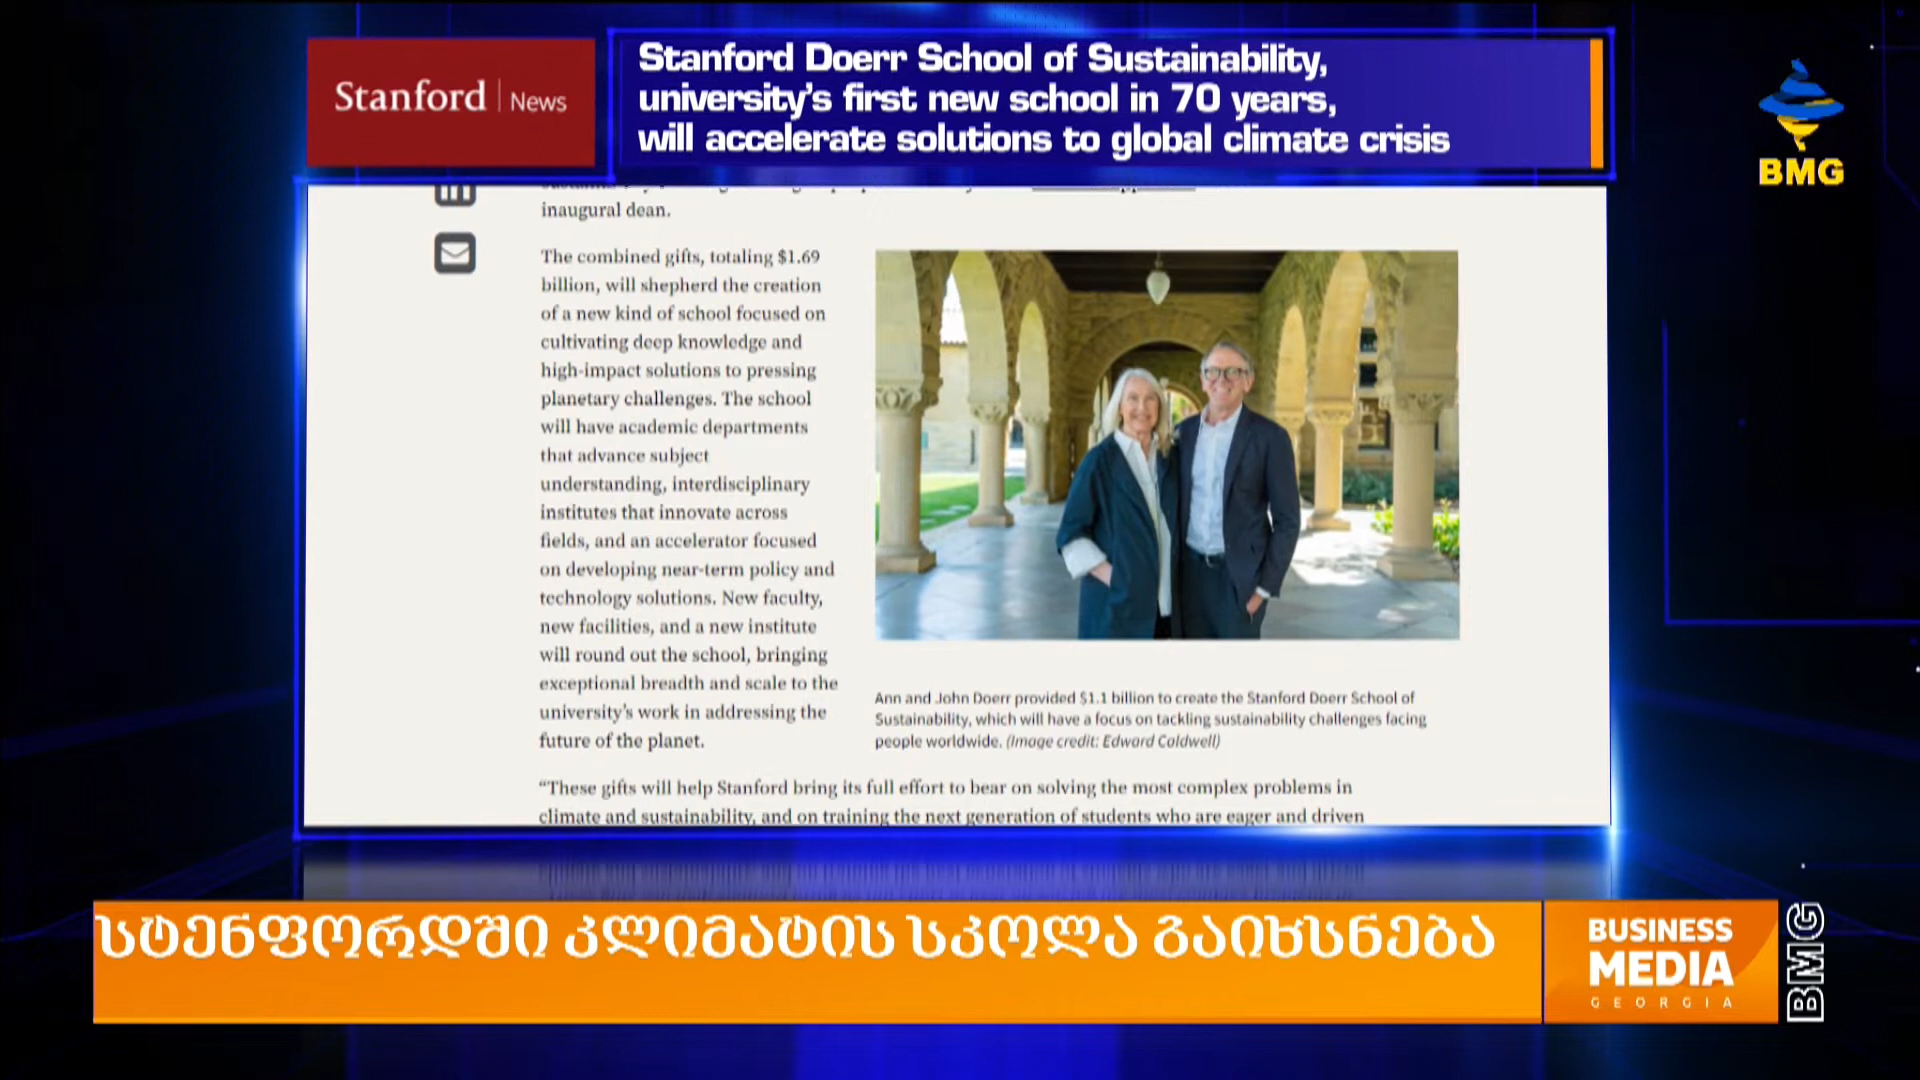 Stanford | News
Stanford Doerr School of Sustainability,
university's first new school in 70 years,
will accelerate solutions to global climate crisis
BMG
inaugural dean.
The combined gifts, totaling $1.69
billion, will shepherd the creation
of a new kind of school focused on
cultivating deep knowledge and
high-impact solutions to pressing
planetary challenges. The school
will have academic departments
that advance subject
understanding, interdisciplinary
institutes that innovate across
fields, and an accelerator focused
on developing near-term policy and
technology solutions. New faculty,
new facilities, and a new institute
will round out the school, bringing
exceptional breadth and scale to the
university's work in addressing the
future of the planet.
Ann and John Doerr provided $1.1 billion to create the Stanford Doerr School of
Sustainability, which will have a focus on tackling sustainability challenges facing
people worldwide. (Image credit: Edward Caldwell)
“These gifts will help Stanford bring its full effort to bear on solving the most complex problems in
climate and sustainability, and on training the next generation of students who are eager and driven
სტენფორდში კლიმატის სკოლა გაიხსნება
BUSINESS
MEDIA
GEORGIA
BMG